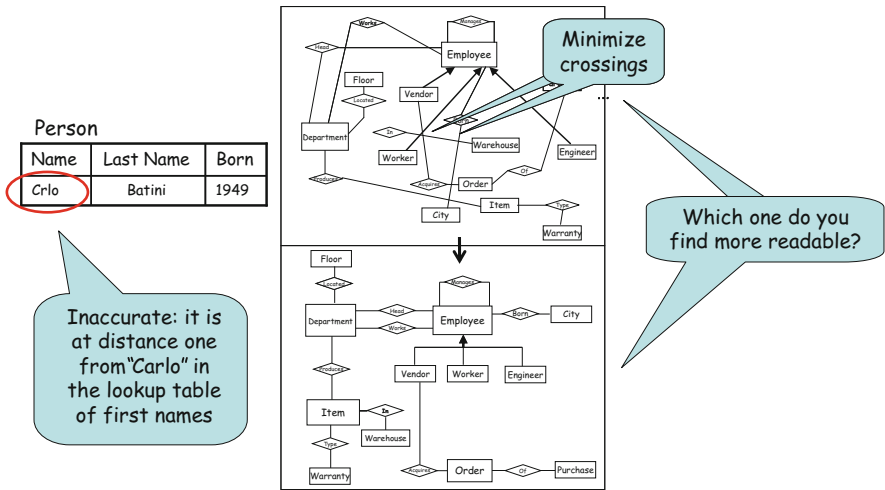 Person
Name Last Name Born
Crlo Batini 1949
Inaccurate: it is
at distance one
from“Carlo” in
the lookup table
of first names
Works
Manages
Head
Employee
Minimize
crossings
Floor
Located
Vendor
...
Department
In
Warehouse
Worker
Engineer
Produces
Acquires
Order
Of
Item
Type
City
Warranty
Which one do you
find more readable?
Floor
Located
Manages
Department
Head
Works
Employee
Born
City
Produces
Vendor
Worker
Engineer
Item
In
Warehouse
Type
Warranty
Acquires
Order
Of
Purchase